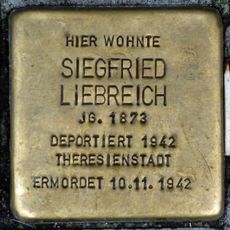 HIER WOHNTE
SIEGFRIED
LIEBREICH
JG. 1873
DEPORTIERT 1942
THERESIENSTADT
ERMORDET 10.11.1942